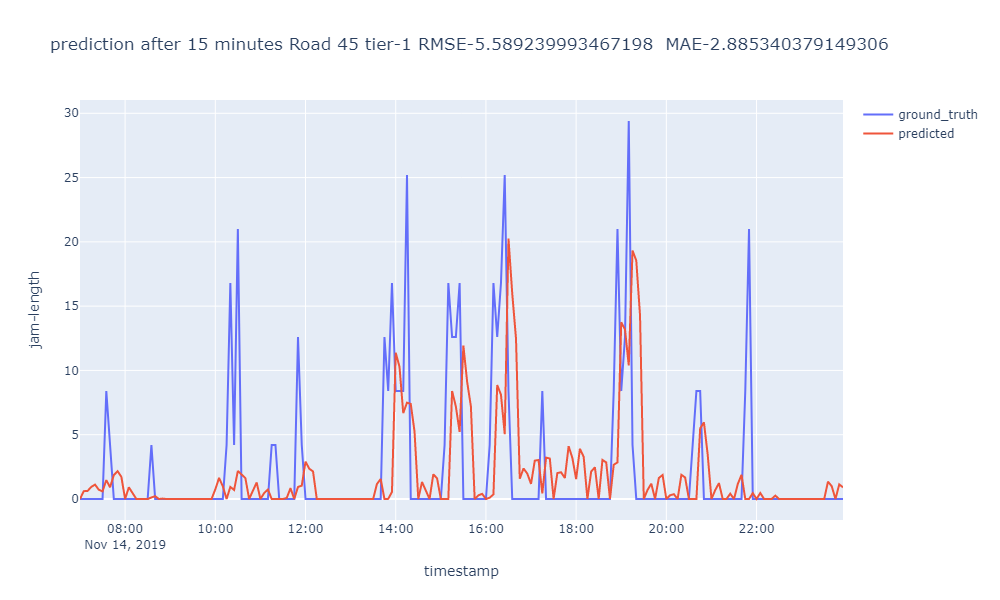 prediction after 15 minutes Road 45 tier-1 RMSE-5.589239993467198  MAE-2.885340379149306
ground_truth
predicted
30
25
20
15
10
5
0
jam-length
08:00 10:00 12:00 14:00 16:00 18:00 20:00 22:00
Nov 14, 2019
timestamp